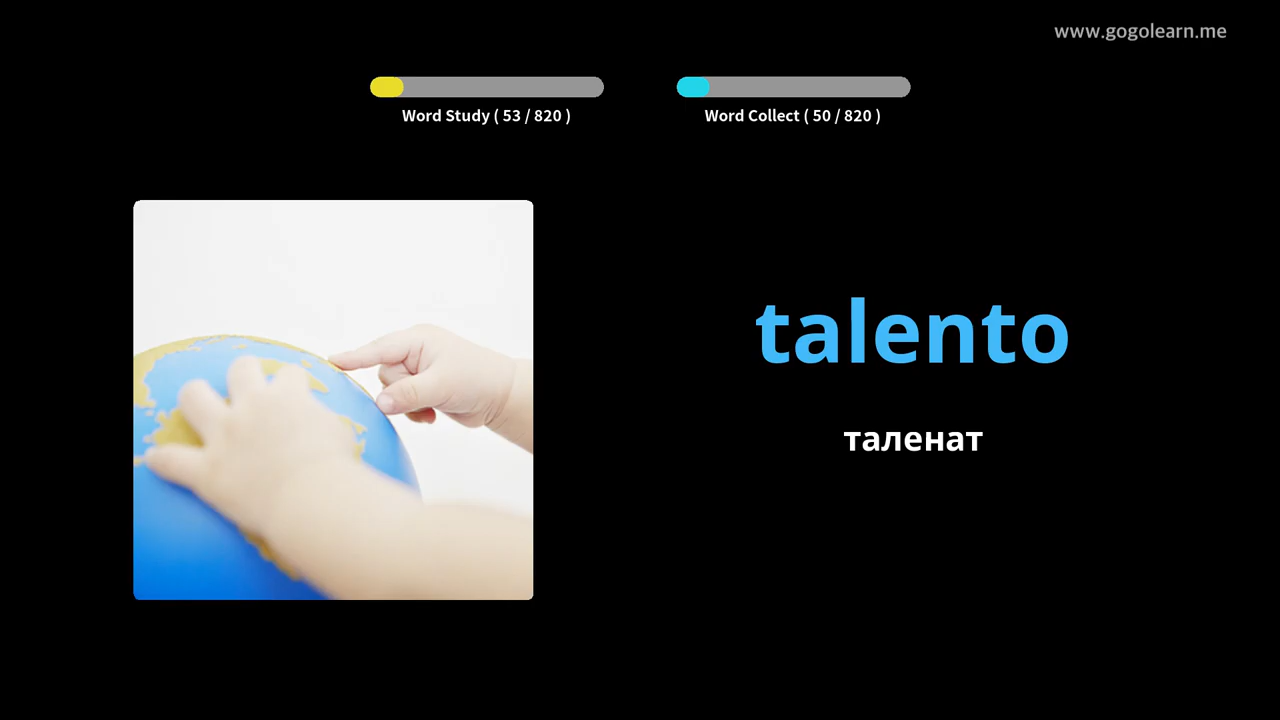 www.gogolearn.me
Word Study ( 53 / 820 )
Word Collect ( 50 / 820 )
talento
таленат